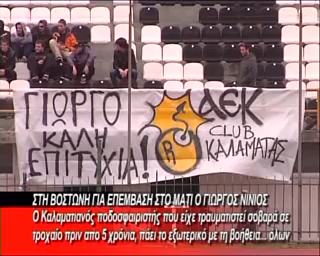 ΓΙΩΡΓΟ
ΚΑΛΗ
ΕΠΙΤΥΧΙΑ!
ΑΕΚ
CLUB
ΚΑΛΑΜΑΤΑΣ
R
ΣΤΗ ΒΟΣΤΩΝΗ ΓΙΑ ΕΠΕΜΒΑΣΗ ΣΤΟ ΜΑΤΙ Ο ΓΙΩΡΓΟΣ ΝΙΝΙΟΣ
Ο Καλαματιανός ποδοσφαιριστής που είχε τραυματιστεί σοβαρά σε
τροχαίο πριν απο 5 χρόνια, πάει το εξωτερικό με τη βοήθεια... όλων